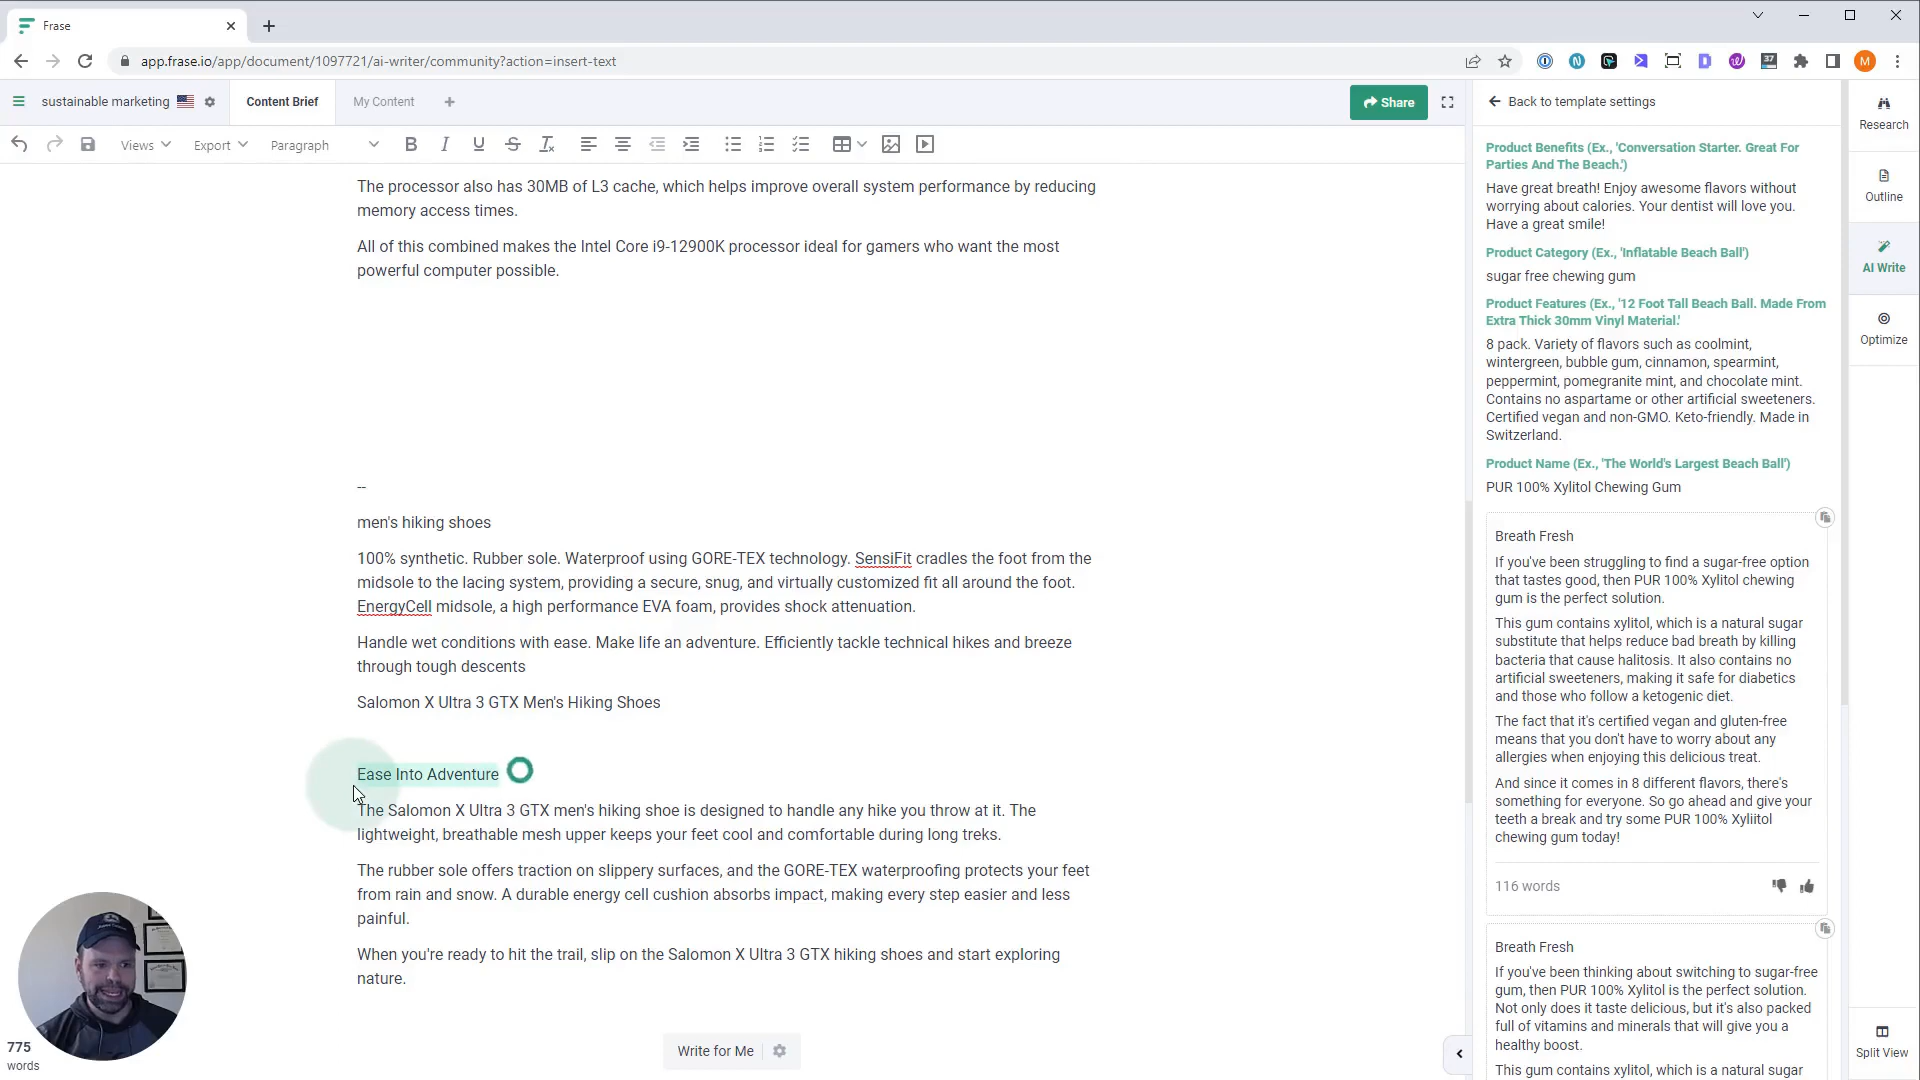 Frase
app.frase.io/app/document/1097721/ai-writer/community?action=insert-text
37
M
sustainable marketing
Content Brief
My Content
Share
Back to template settings
Research
Views
Export
Paragraph
B
I
U
S
Outline
AI Write
Optimize
Split View
The processor also has 30MB of L3 cache, which helps improve overall system performance by reducing
memory access times.
All of this combined makes the Intel Core i9-12900K processor ideal for gamers who want the most
powerful computer possible.
--
men's hiking shoes
100% synthetic. Rubber sole. Waterproof using GORE-TEX technology. SensiFit cradles the foot from the
midsole to the lacing system, providing a secure, snug, and virtually customized fit all around the foot.
EnergyCell midsole, a high performance EVA foam, provides shock attenuation.
Handle wet conditions with ease. Make life an adventure. Efficiently tackle technical hikes and breeze
through tough descents
Salomon X Ultra 3 GTX Men's Hiking Shoes
Ease Into Adventure
The Salomon X Ultra 3 GTX men's hiking shoe is designed to handle any hike you throw at it. The
lightweight, breathable mesh upper keeps your feet cool and comfortable during long treks.
The rubber sole offers traction on slippery surfaces, and the GORE-TEX waterproofing protects your feet
from rain and snow. A durable energy cell cushion absorbs impact, making every step easier and less
painful.
When you're ready to hit the trail, slip on the Salomon X Ultra 3 GTX hiking shoes and start exploring
nature.
Write for Me
775
words
Product Benefits (Ex., 'Conversation Starter. Great For
Parties And The Beach.')
Have great breath! Enjoy awesome flavors without
worrying about calories. Your dentist will love you.
Have a great smile!
Product Category (Ex., 'Inflatable Beach Ball')
sugar free chewing gum
Product Features (Ex., '12 Foot Tall Beach Ball. Made From
Extra Thick 30mm Vinyl Material.'
8 pack. Variety of flavors such as coolmint,
wintergreen, bubble gum, cinnamon, spearmint,
peppermint, pomegranite mint, and chocolate mint.
Contains no aspartame or other artificial sweeteners.
Certified vegan and non-GMO. Keto-friendly. Made in
Switzerland.
Product Name (Ex., 'The World's Largest Beach Ball')
PUR 100% Xylitol Chewing Gum
Breath Fresh
If you've been struggling to find a sugar-free option
that tastes good, then PUR 100% Xylitol chewing
gum is the perfect solution.
This gum contains xylitol, which is a natural sugar
substitute that helps reduce bad breath by killing
bacteria that cause halitosis. It also contains no
artificial sweeteners, making it safe for diabetics
and those who follow a ketogenic diet.
The fact that it's certified vegan and gluten-free
means that you don't have to worry about any
allergies when enjoying this delicious treat.
And since it comes in 8 different flavors, there's
something for everyone. So go ahead and give your
teeth a break and try some PUR 100% Xyliitol
chewing gum today!
116 words
Breath Fresh
If you've been thinking about switching to sugar-free
gum, then PUR 100% Xylitol is the perfect solution.
Not only does it taste delicious, but it's also packed
full of vitamins and minerals that will give you a
healthy boost.
This gum contains xylitol, which is a natural sugar